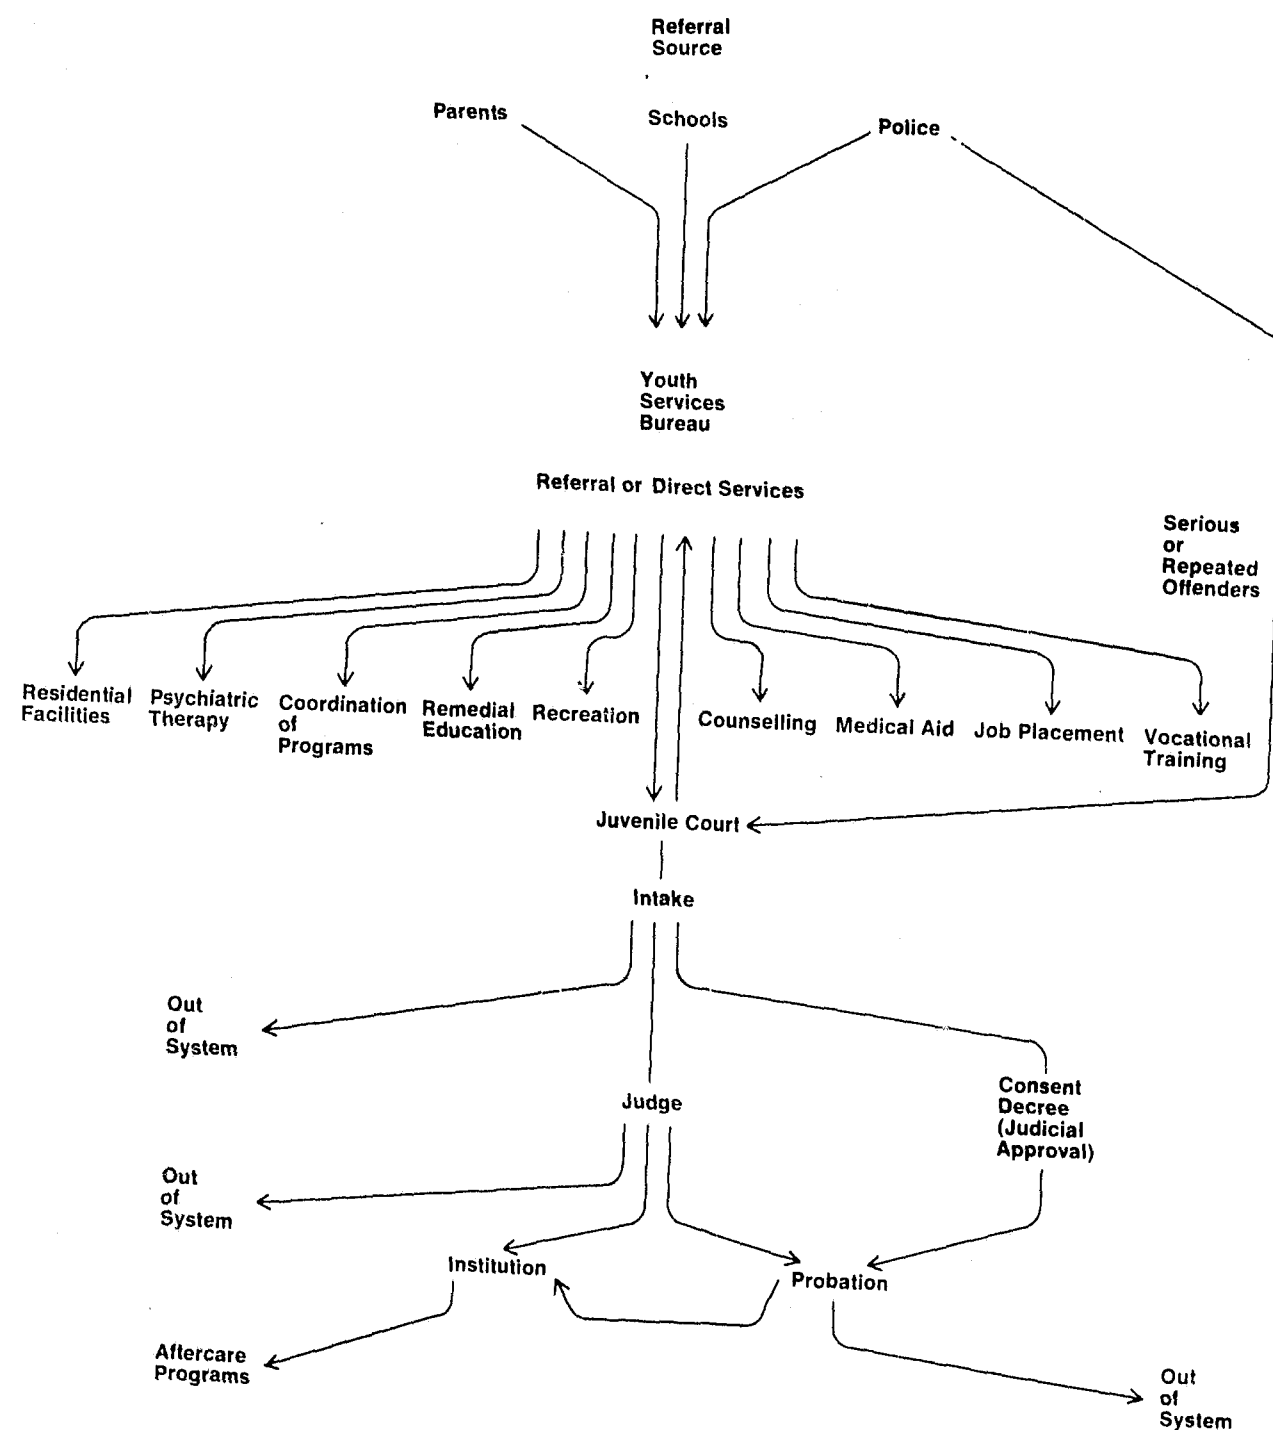 Referral
Source
Parents
Schools
Police
Youth
Services
Bureau
Referral or Direct Services
Serious
or
Repeated
Offenders
Residential
Facilities
Psychiatric
Therapy
Coordination
of
Programs
Remedial
Education
Recreation
Counselling
Medical Aid
Job Placement
Vocational
Training
Juvenile Court
Intake
Out
of
System
Judge
Consent
Decree
(Judicial
Approval)
Out
of
System
Institution
Probation
Aftercare
Programs
Out
of
System